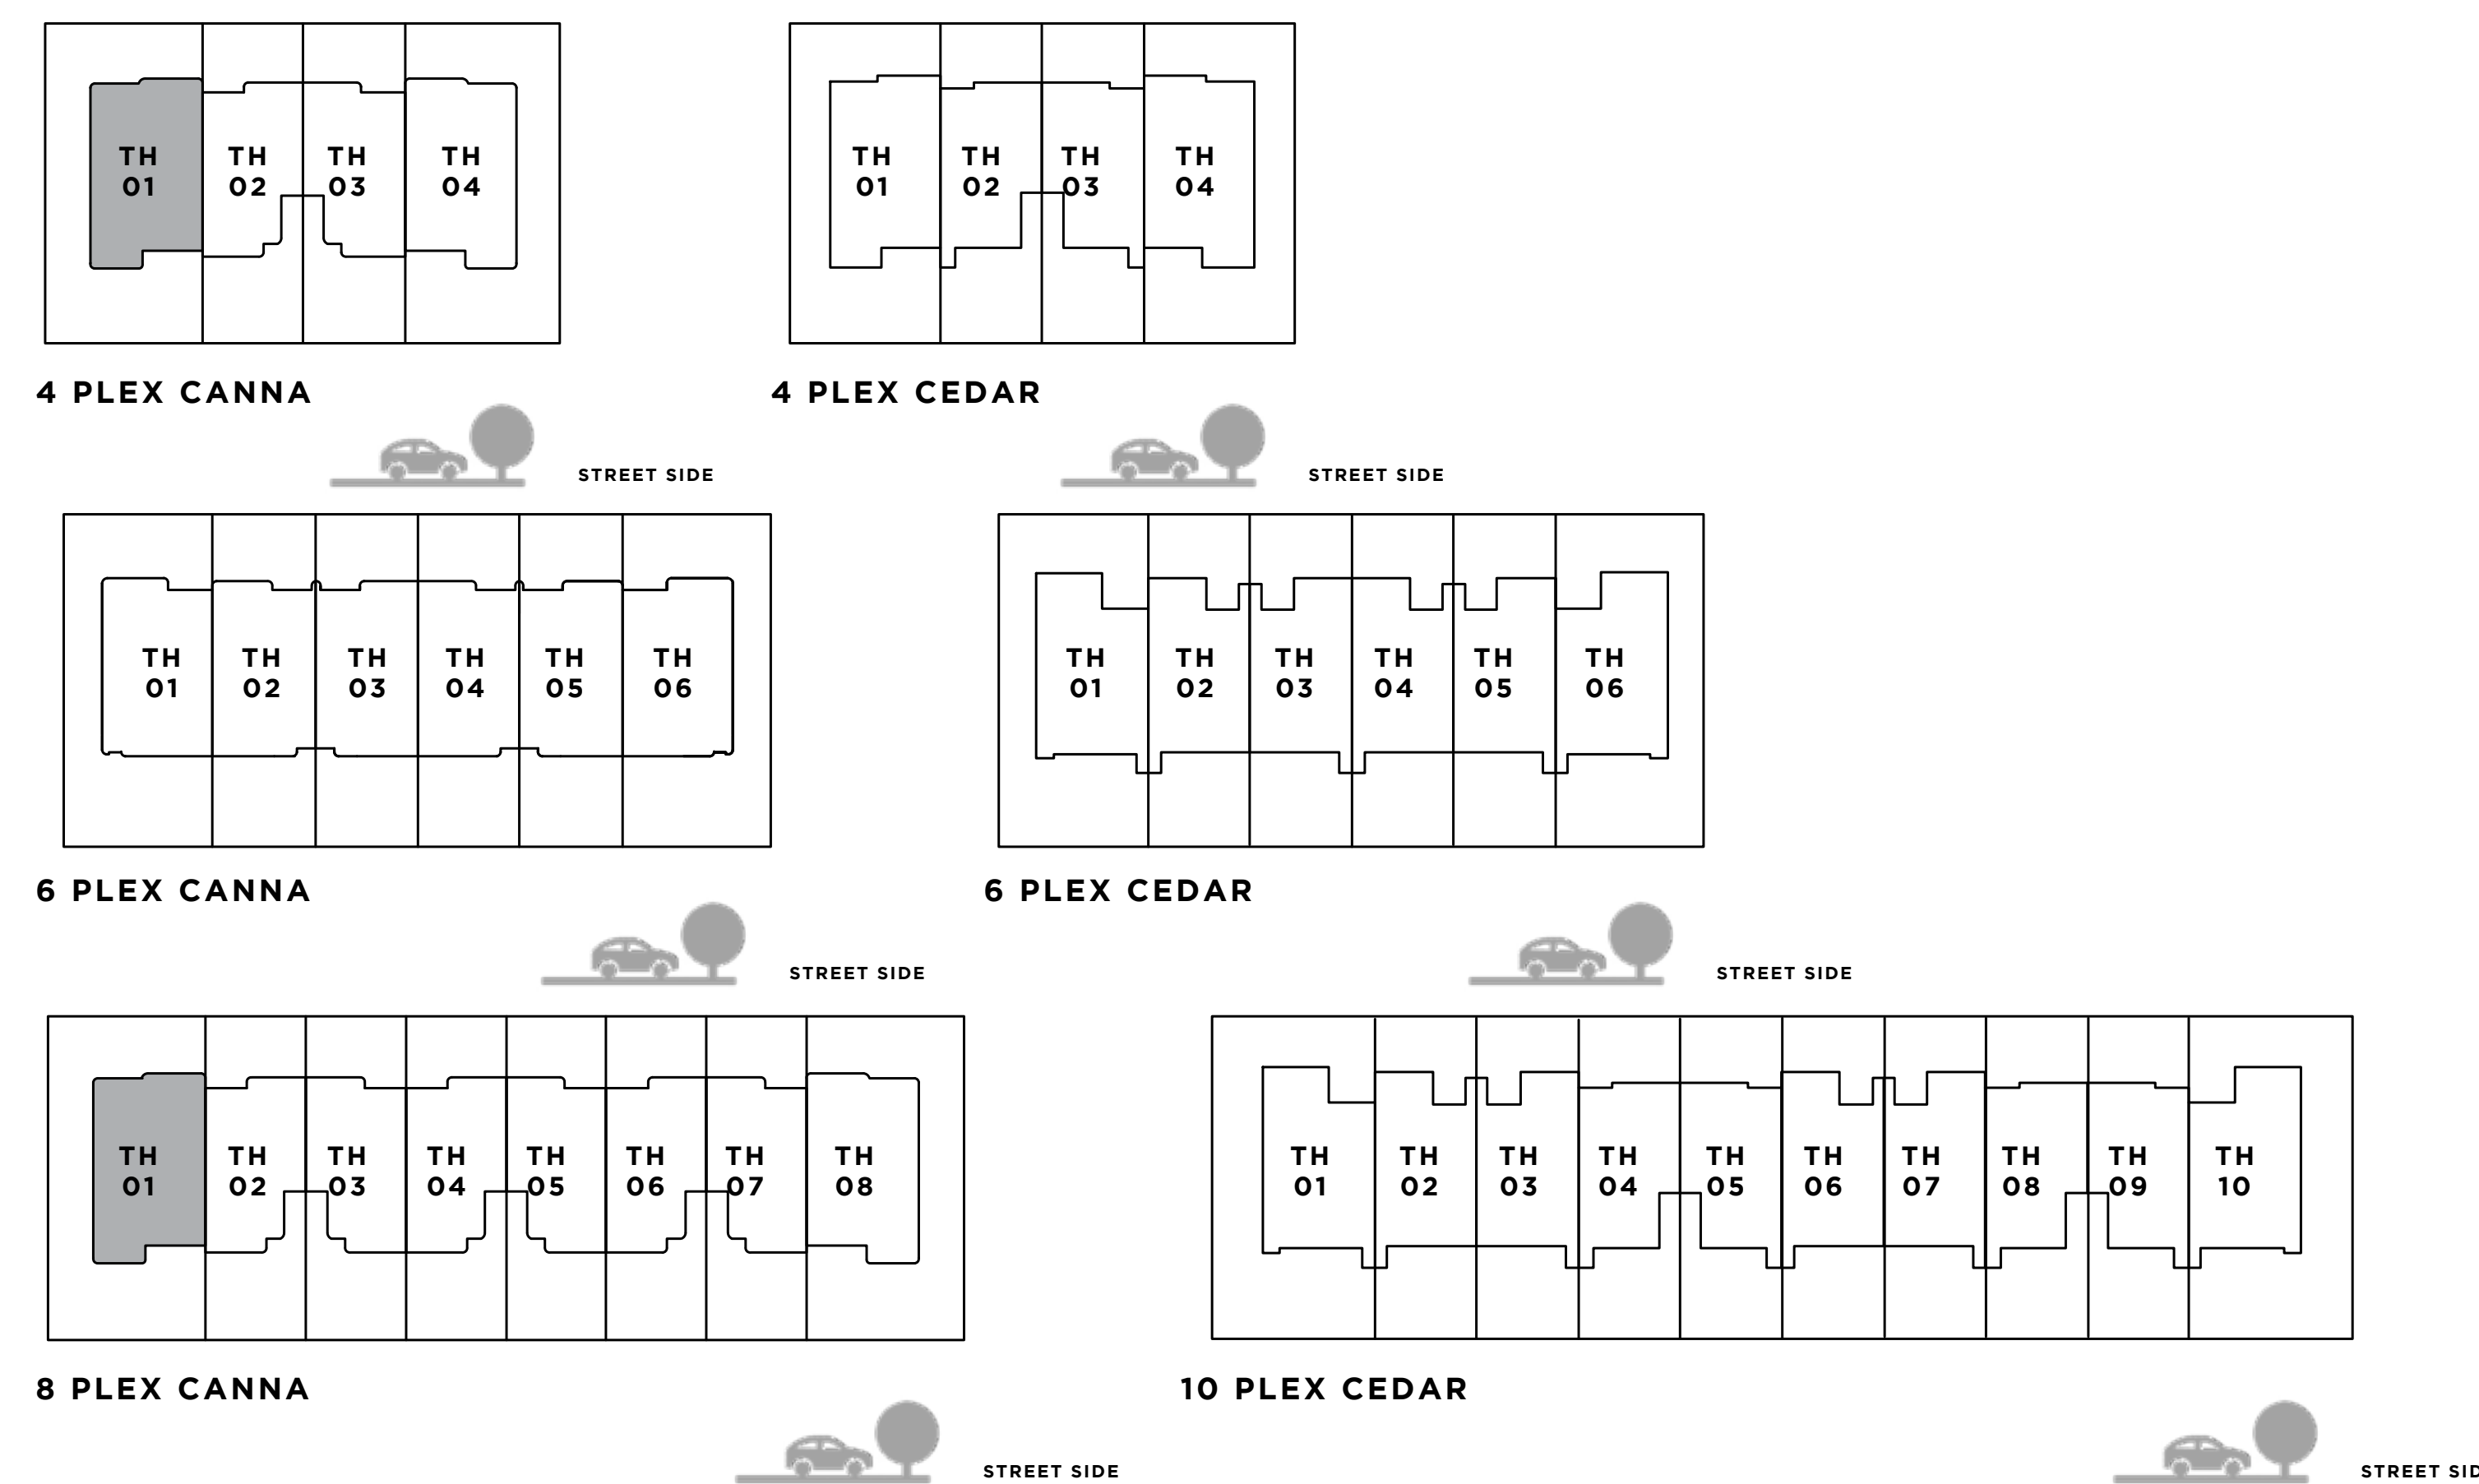 TH TH TH TH
01 02 03 04
4 PLEX CANNA
STREET SIDE
TH TH TH TH
01 02 03 04
4 PLEX CEDAR
STREET SIDE
TH TH TH TH TH TH
01 02 03 04 05 06
6 PLEX CANNA
STREET SIDE
TH TH TH TH TH TH
01 02 03 04 05 06
6 PLEX CEDAR
STREET SIDE
TH TH TH TH TH TH TH TH
01 02 03 04 05 06 07 08
8 PLEX CANNA
STREET SIDE
TH TH TH TH TH TH TH TH TH TH
01 02 03 04 05 06 07 08 09 10
10 PLEX CEDAR
STREET SID